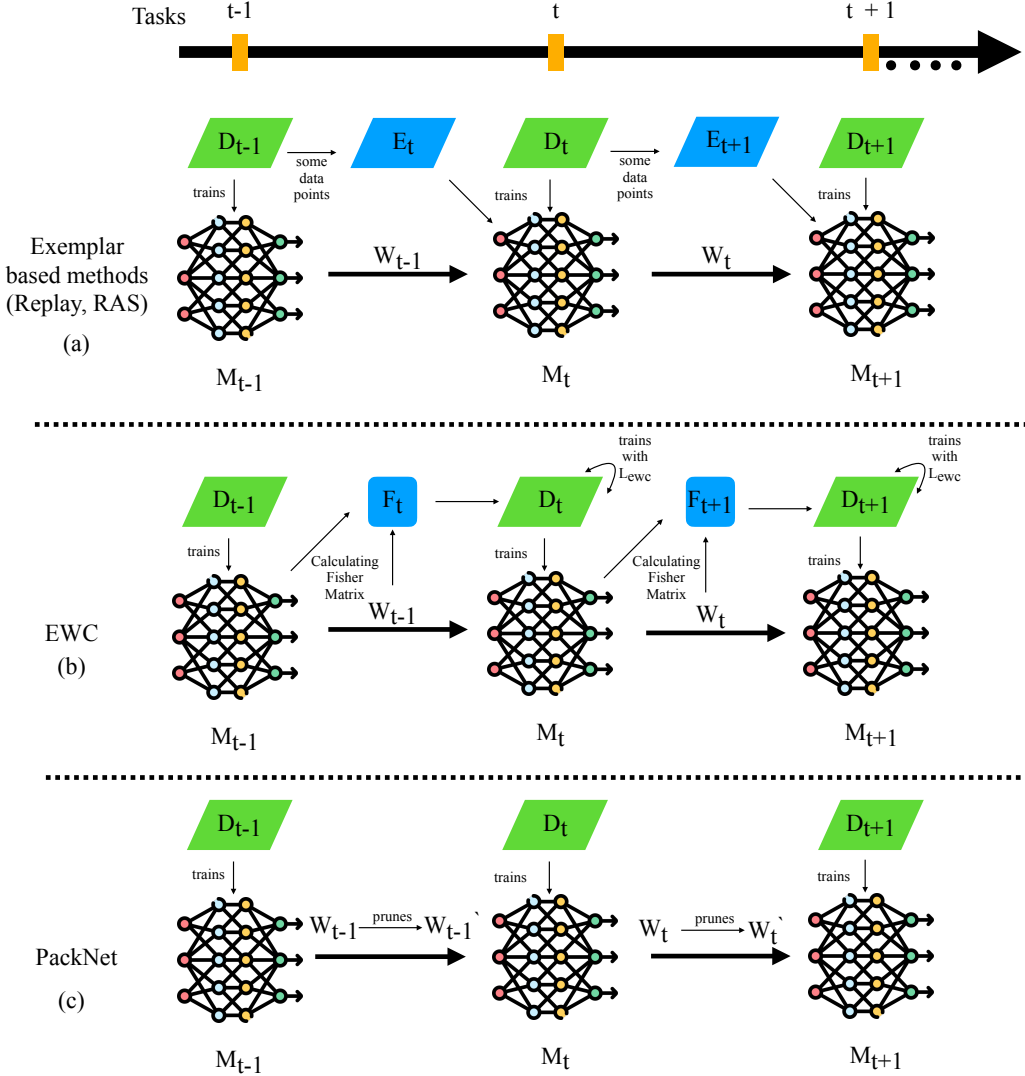 Tasks
t-1
t
t + 1
D_{t-1}
E_t
D_t
E_{t+1}
D_{t+1}
some
data
points
some
data
points
trains
trains
trains
Exemplar
based methods
(Replay, RAS)
(a)
W_{t-1}
W_t
M_{t-1}
M_t
M_{t+1}
trains
with
Lewc
trains
with
Lewc
D_{t-1}
F_t
D_t
F_{t+1}
D_{t+1}
trains
trains
trains
Calculating
Fisher
Matrix
Calculating
Fisher
Matrix
W_{t-1}
W_t
EWC
(b)
M_{t-1}
M_t
M_{t+1}
D_{t-1}
D_t
D_{t+1}
trains
trains
trains
W_{t-1} prunes W_{t-1}`
W_t prunes W_t`
PackNet
(c)
M_{t-1}
M_t
M_{t+1}